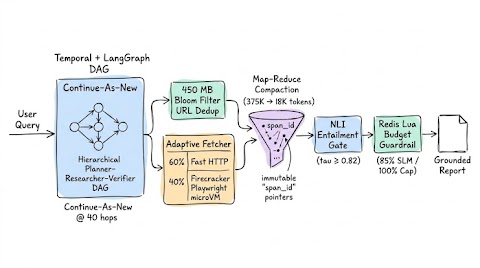 User
Query
Temporal + LangGraph
DAG
Continue-As-New
Hierarchical
Planner-
Researcher-Verifier
DAG
Continue-As-New
@ 40 hops
450 MB
Bloom Filter
URL Dedup
Adaptive Fetcher
60% Fast HTTP
40% Firecracker
Playwright
microVM
Map-Reduce
Compaction
(375K → 18K tokens)
span_id
immutable
"span_id"
pointers
NLI
Entailment
Gate
(tau ≥ 0.82)
Redis Lua
Budget
Guardrail
(85% SLM /
100% Cap)
Grounded
Report